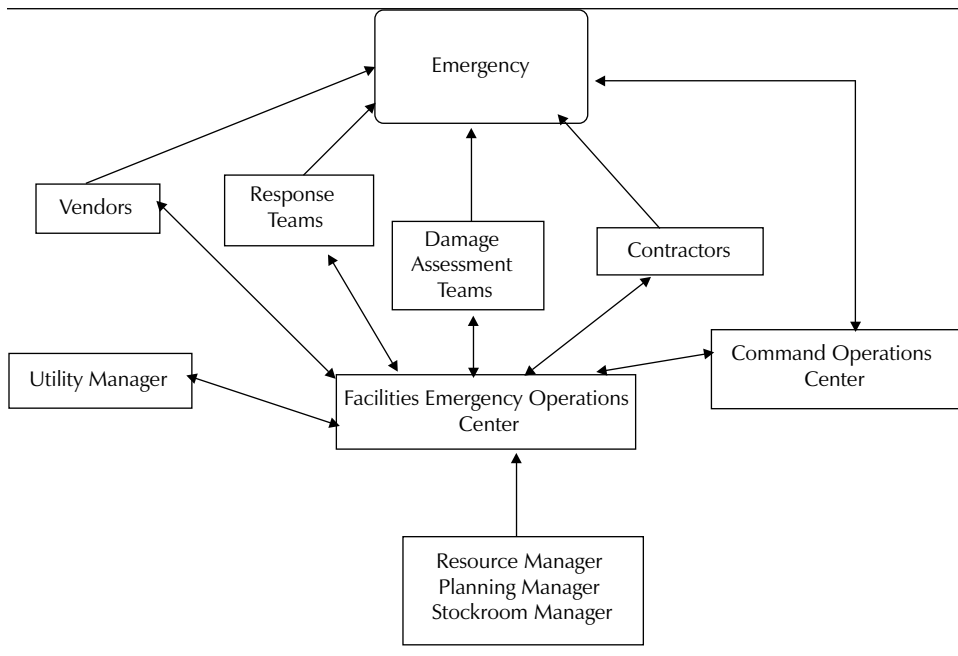 Emergency
Vendors
Response
Teams
Damage
Assessment
Teams
Contractors
Utility Manager
Facilities Emergency Operations
Center
Command Operations
Center
Resource Manager
Planning Manager
Stockroom Manager